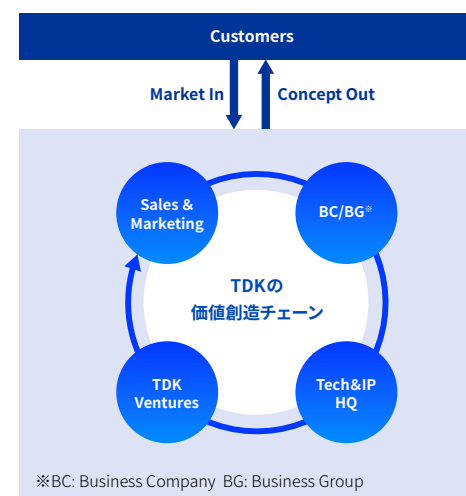 Customers
Market In
Concept Out
Sales &
Marketing
BC/BG※
TDKの
価値創造チェーン
TDK
Ventures
Tech&IP
HQ
※BC: Business Company BG: Business Group